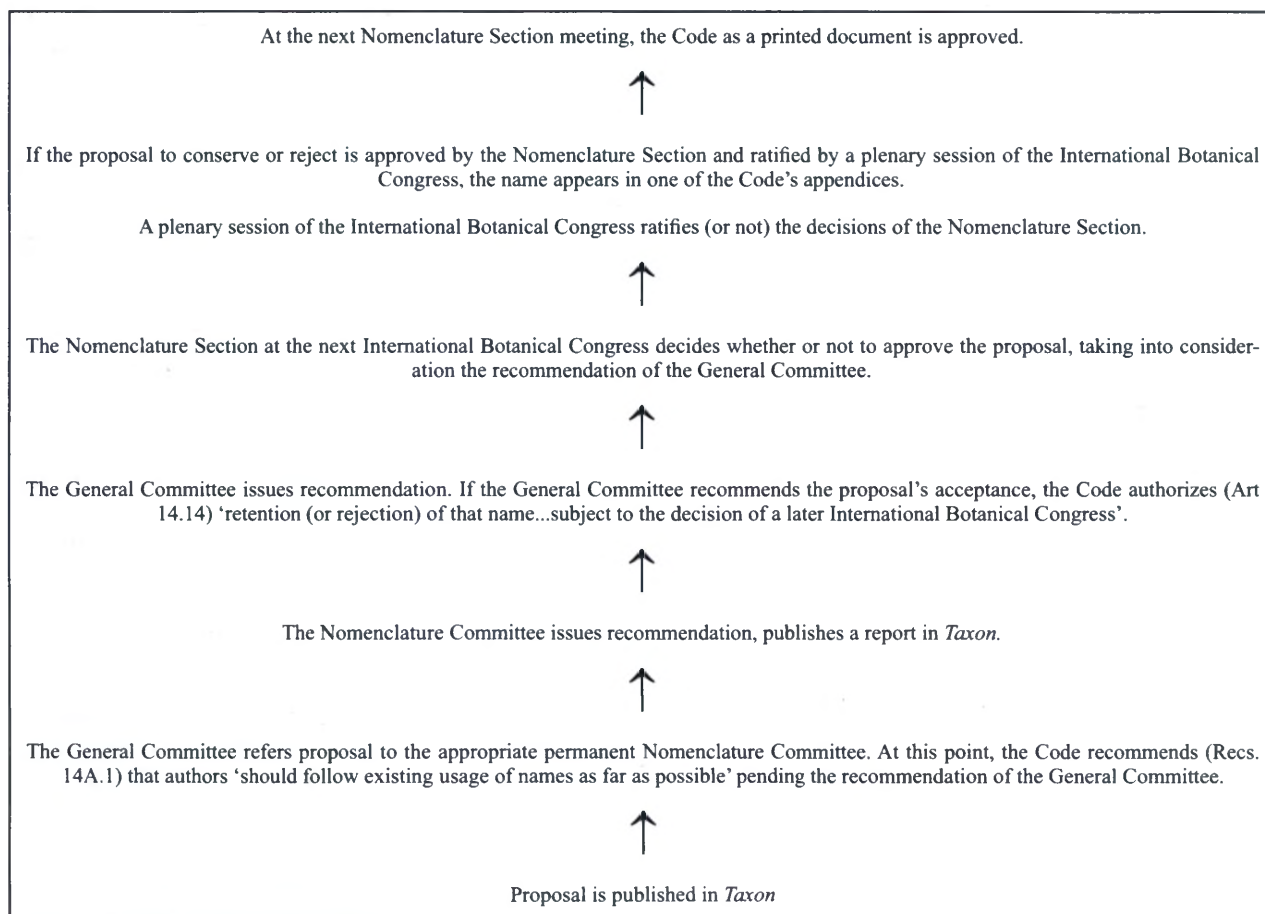 At the next Nomenclature Section meeting, the Code as a printed document is approved.
↑
If the proposal to conserve or reject is approved by the Nomenclature Section and ratified by a plenary session of the International Botanical
Congress, the name appears in one of the Code's appendices.
A plenary session of the International Botanical Congress ratifies (or not) the decisions of the Nomenclature Section.
↑
The Nomenclature Section at the next International Botanical Congress decides whether or not to approve the proposal, taking into consider-
ation the recommendation of the General Committee.
↑
The General Committee issues recommendation. If the General Committee recommends the proposal's acceptance, the Code authorizes (Art
14.14) 'retention (or rejection) of that name...subject to the decision of a later International Botanical Congress'.
↑
The Nomenclature Committee issues recommendation, publishes a report in Taxon.
↑
The General Committee refers proposal to the appropriate permanent Nomenclature Committee. At this point, the Code recommends (Recs.
14A.1) that authors 'should follow existing usage of names as far as possible' pending the recommendation of the General Committee.
↑
Proposal is published in Taxon